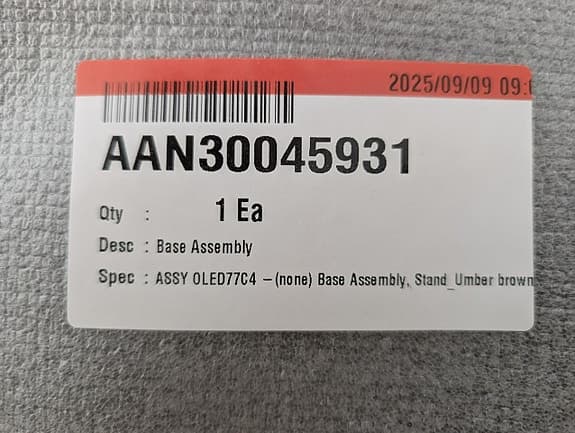 2025/09/09 09:
AAN30045931
Qty : 1 Ea
Desc : Base Assembly
Spec : ASSY OLED77C4 –(none) Base Assembly, Stand_Umber brown